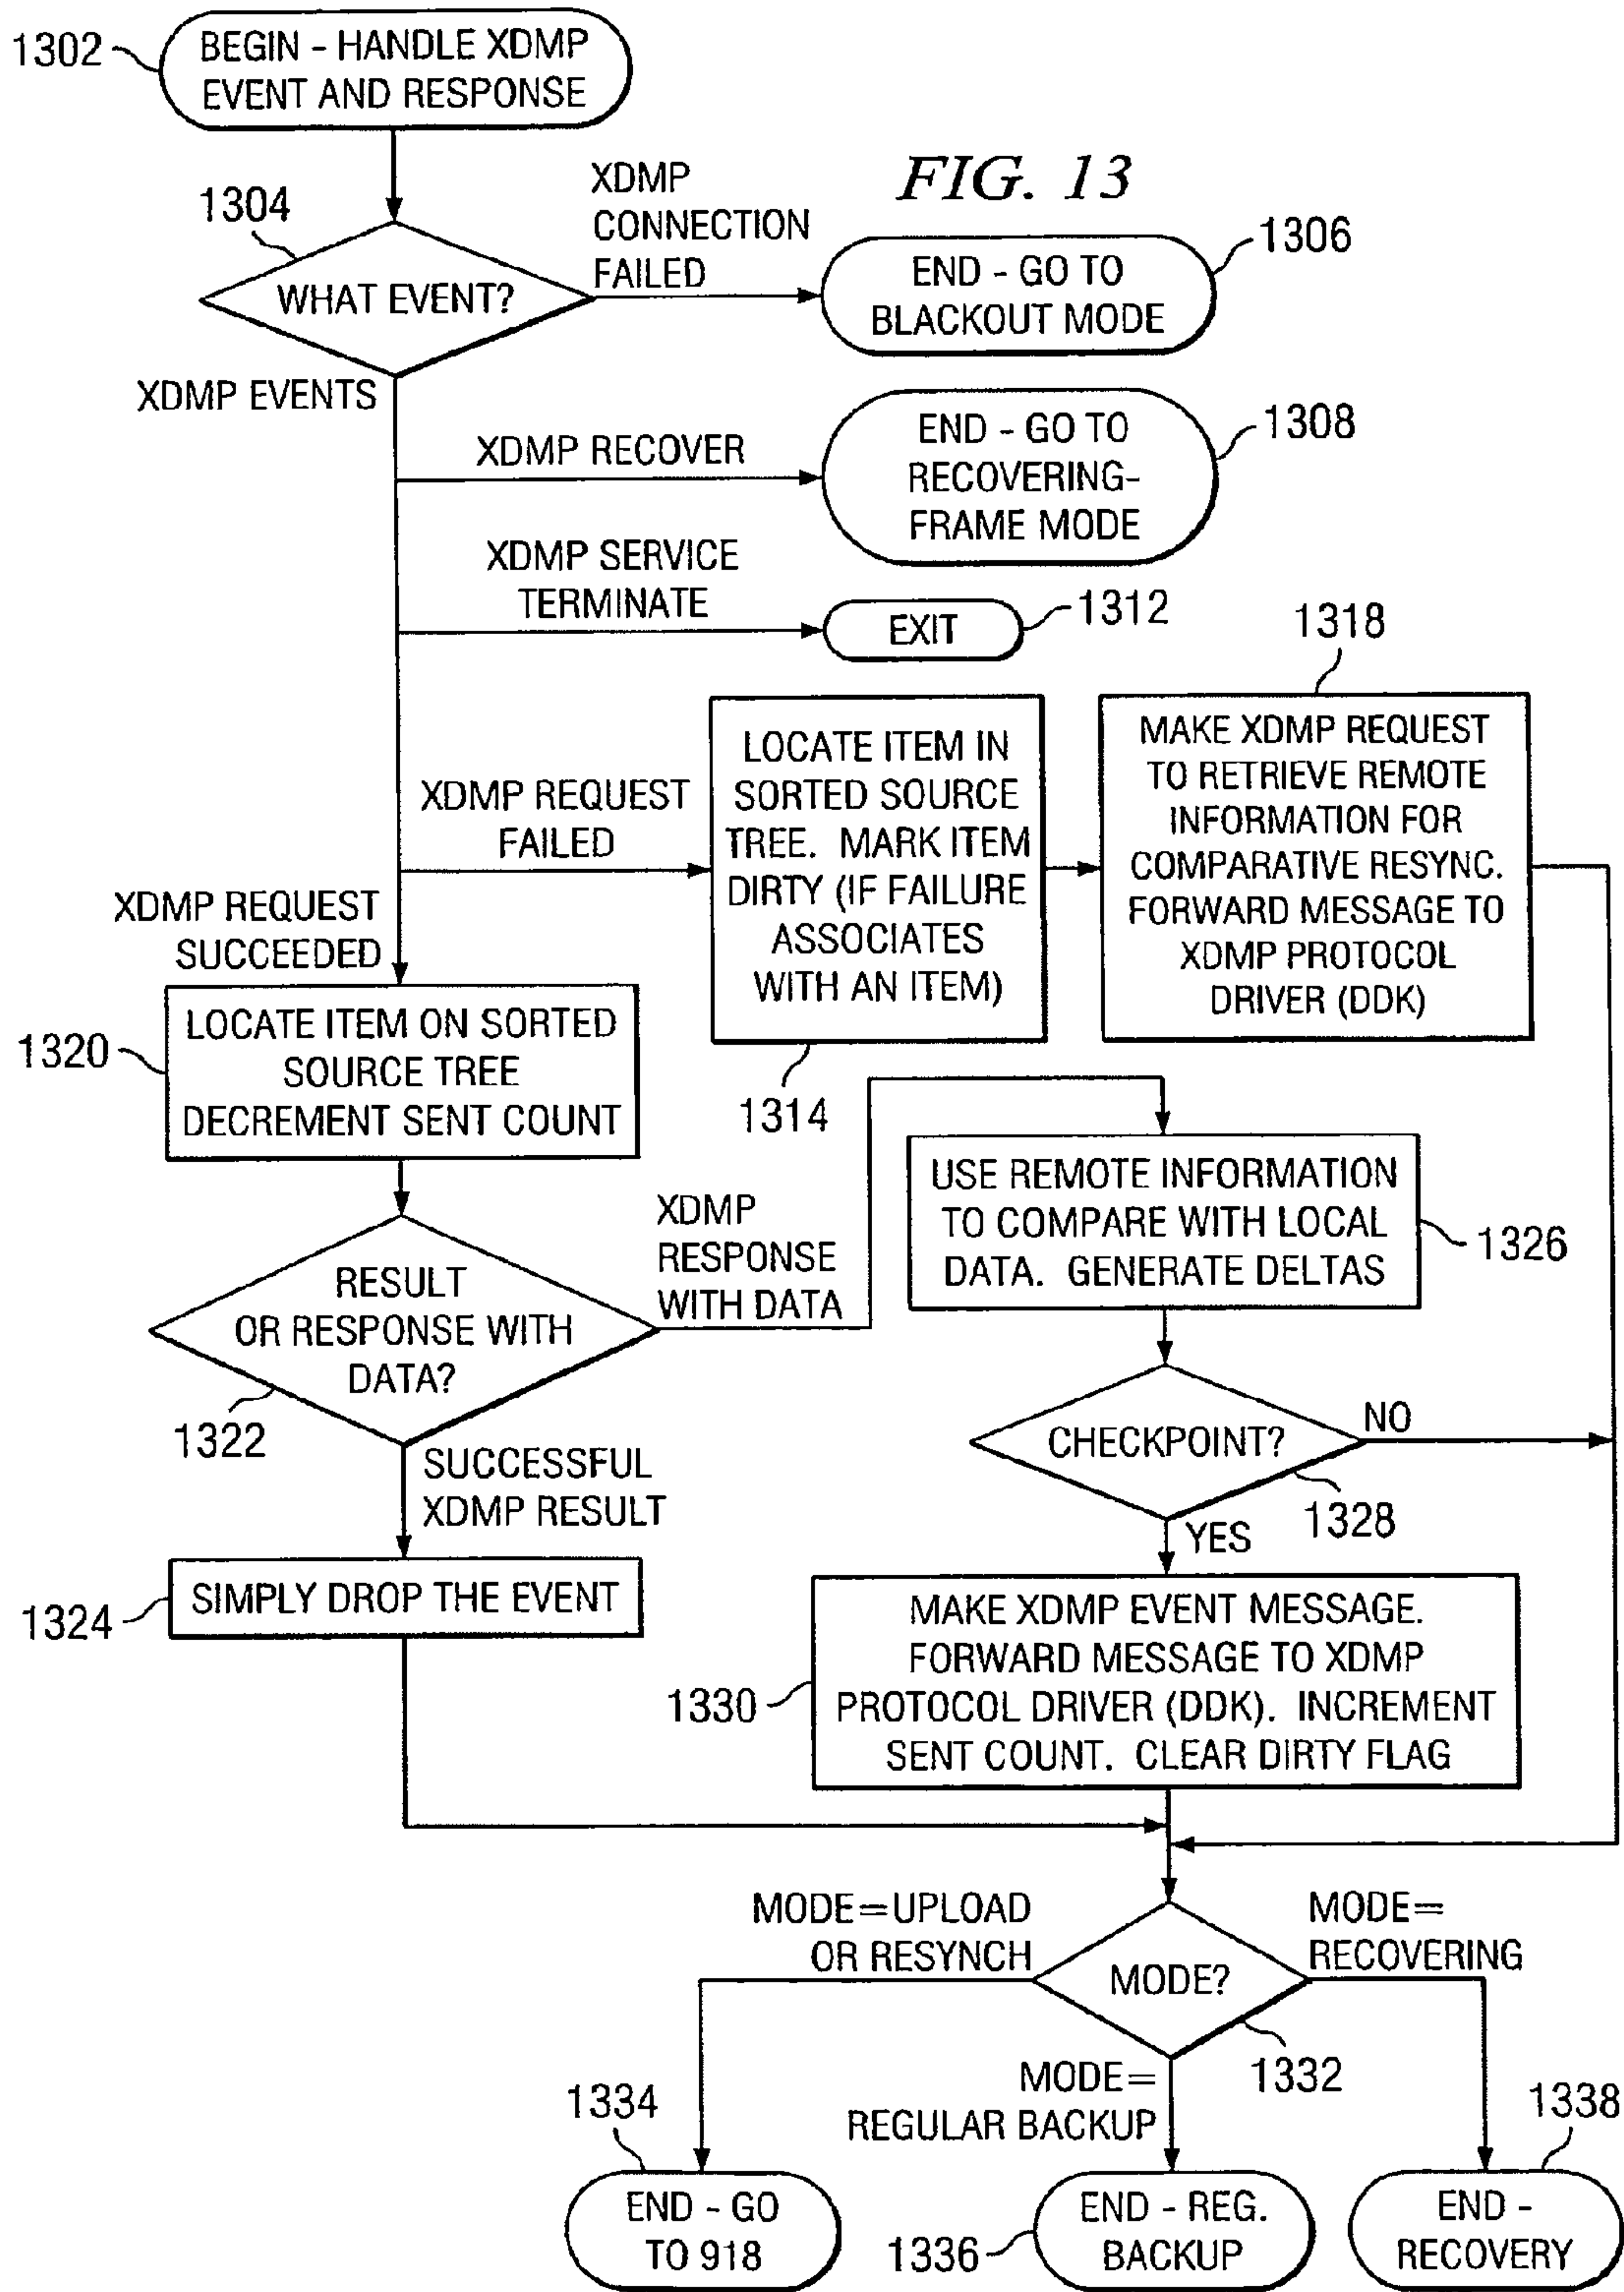 1302
BEGIN - HANDLE XDMP
EVENT AND RESPONSE
FIG. 13
1304
WHAT EVENT?
XDMP
CONNECTION
FAILED
END - GO TO
BLACKOUT MODE
1306
XDMP EVENTS
XDMP RECOVER
END - GO TO
RECOVERING-
FRAME MODE
1308
XDMP SERVICE
TERMINATE
EXIT
1312
XDMP REQUEST
FAILED
LOCATE ITEM IN
SORTED SOURCE
TREE. MARK ITEM
DIRTY (IF FAILURE
ASSOCIATES
WITH AN ITEM)
1314
1318
MAKE XDMP REQUEST
TO RETRIEVE REMOTE
INFORMATION FOR
COMPARATIVE RESYNC.
FORWARD MESSAGE TO
XDMP PROTOCOL
DRIVER (DDK)
XDMP REQUEST
SUCCEEDED
1320
LOCATE ITEM ON SORTED
SOURCE TREE
DECREMENT SENT COUNT
RESULT
OR RESPONSE WITH
DATA?
1322
XDMP
RESPONSE
WITH DATA
USE REMOTE INFORMATION
TO COMPARE WITH LOCAL
DATA. GENERATE DELTAS
1326
CHECKPOINT?
NO
1328
YES
SUCCESSFUL
XDMP RESULT
1324
SIMPLY DROP THE EVENT
1330
MAKE XDMP EVENT MESSAGE.
FORWARD MESSAGE TO XDMP
PROTOCOL DRIVER (DDK). INCREMENT
SENT COUNT. CLEAR DIRTY FLAG
MODE=UPLOAD
OR RESYNCH
MODE?
MODE=
RECOVERING
1332
MODE=
REGULAR BACKUP
1334
END - GO
TO 918
1336
END - REG.
BACKUP
1338
END -
RECOVERY